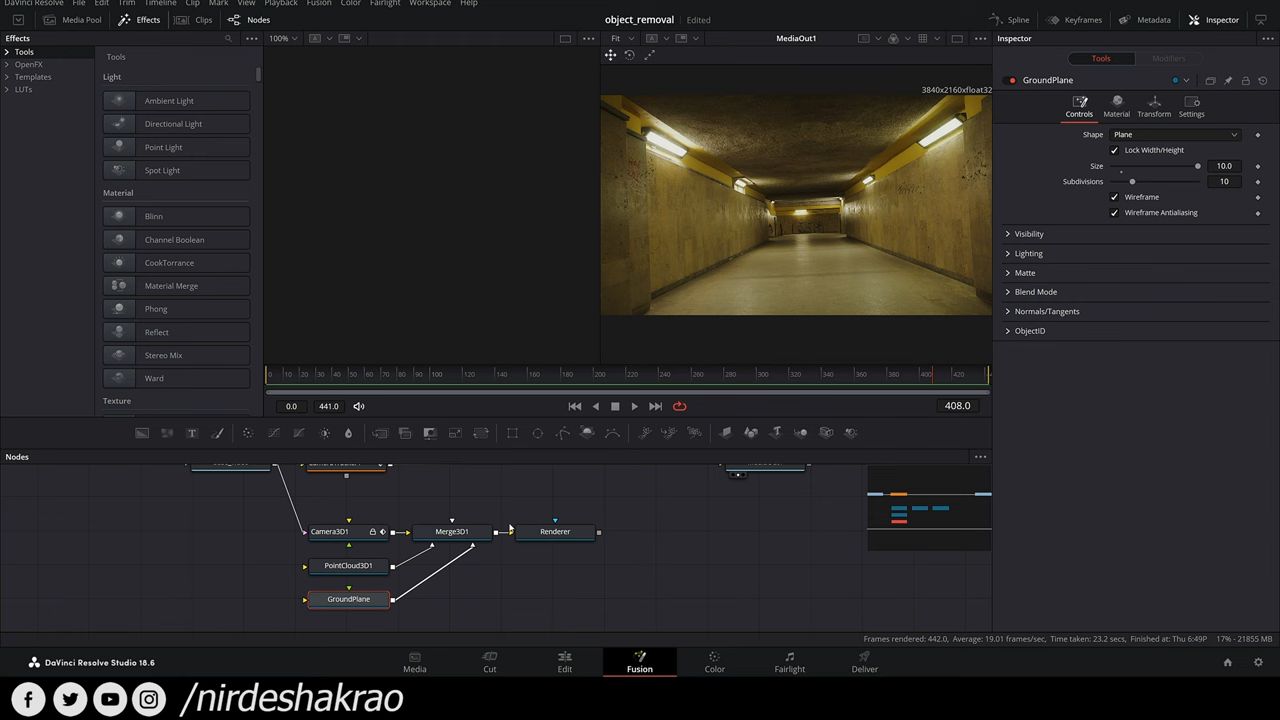 DaVinci Resolve File Edit Trim Timeline Clip Mark View Playback Fusion Color Fairlight Workspace Help
Media Pool Effects Clips Nodes object_removal Edited Spline Keyframes Metadata Inspector
Effects 100% Fit MediaOut1 Inspector
Tools
OpenFX
Templates
LUTs
Tools
Light
Ambient Light
Directional Light
Point Light
Spot Light
Material
Blinn
Channel Boolean
CookTorrance
Material Merge
Phong
Reflect
Stereo Mix
Ward
Texture
3840x2160xfloat32
Tools Modifiers
GroundPlane
Controls Material Transform Settings
Shape Plane
Lock Width/Height
Size 10.0
Subdivisions 10
Wireframe
Wireframe Antialiasing
Visibility
Lighting
Matte
Blend Mode
Normals/Tangents
ObjectID
0 10 20 30 40 50 60 70 80 90 100 120 140 160 180 200 220 240 260 280 300 320 340 360 380 400 420
0.0 441.0 408.0
Nodes
Camera3D1 Merge3D1 Renderer
PointCloud3D1
GroundPlane
Frames rendered: 442.0, Average: 19.01 frames/sec, Time taken: 23.2 secs, Finished at: Thu 6:49P 17% - 21855 MB
DaVinci Resolve Studio 18.6
Media Cut Edit Fusion Color Fairlight Deliver
/nirdeshakrao